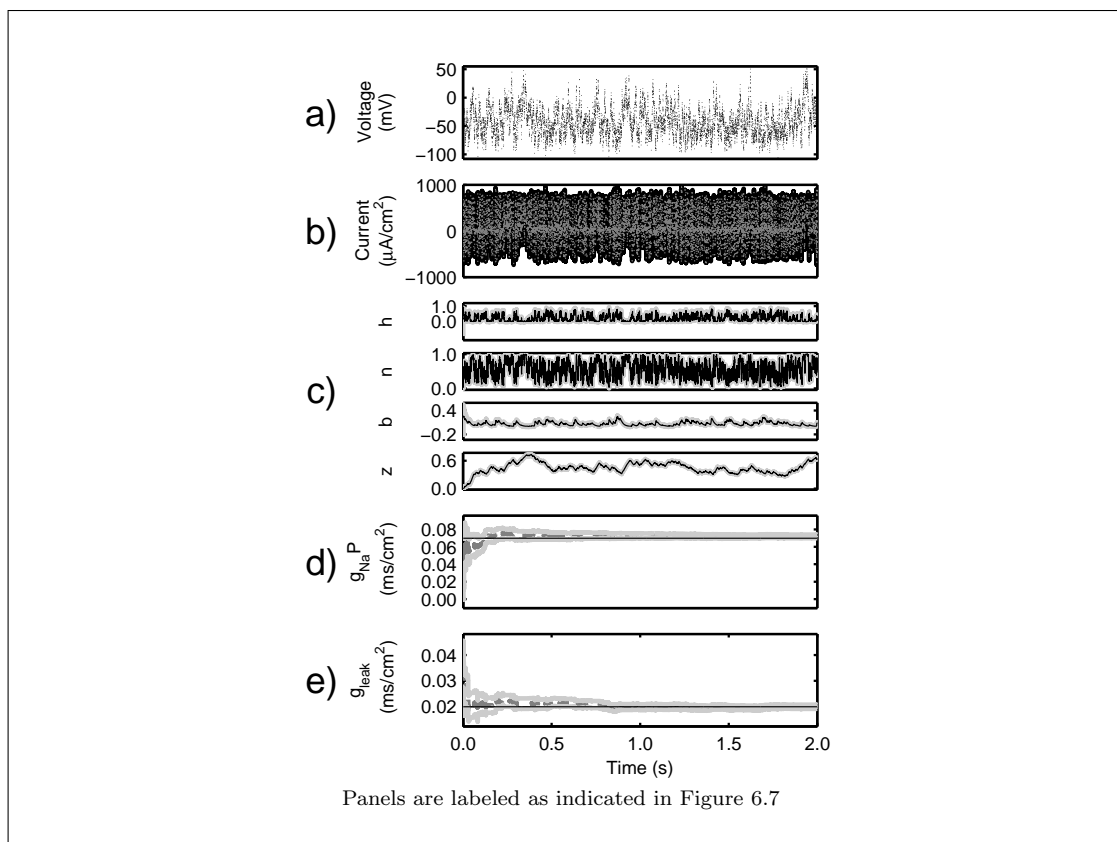 a)
Voltage
(mV)
50
0
−50
−100
b)
Current
(μA/cm²)
1000
0
−1000
c)
h
1.0
0.0
n
1.0
0.0
b
0.4
−0.2
z
0.6
0.0
d)
g_NaP
(ms/cm²)
0.08
0.06
0.04
0.02
0.00
e)
g_leak
(ms/cm²)
0.04
0.03
0.02
0.0 0.5 1.0 1.5 2.0
Time (s)
Panels are labeled as indicated in Figure 6.7